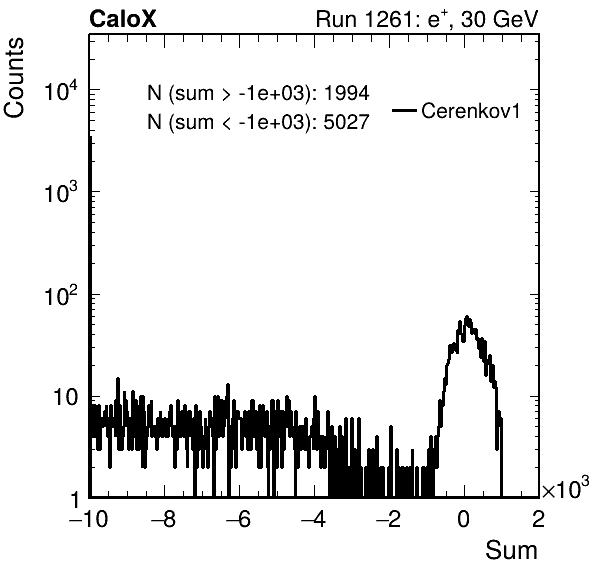 CaloX Run 1261: e⁺, 30 GeV
Counts
N (sum > -1e+03): 1994
N (sum < -1e+03): 5027
Cerenkov1
10⁴
10³
10²
10
1
−10 −8 −6 −4 −2 0 2
×10³
Sum